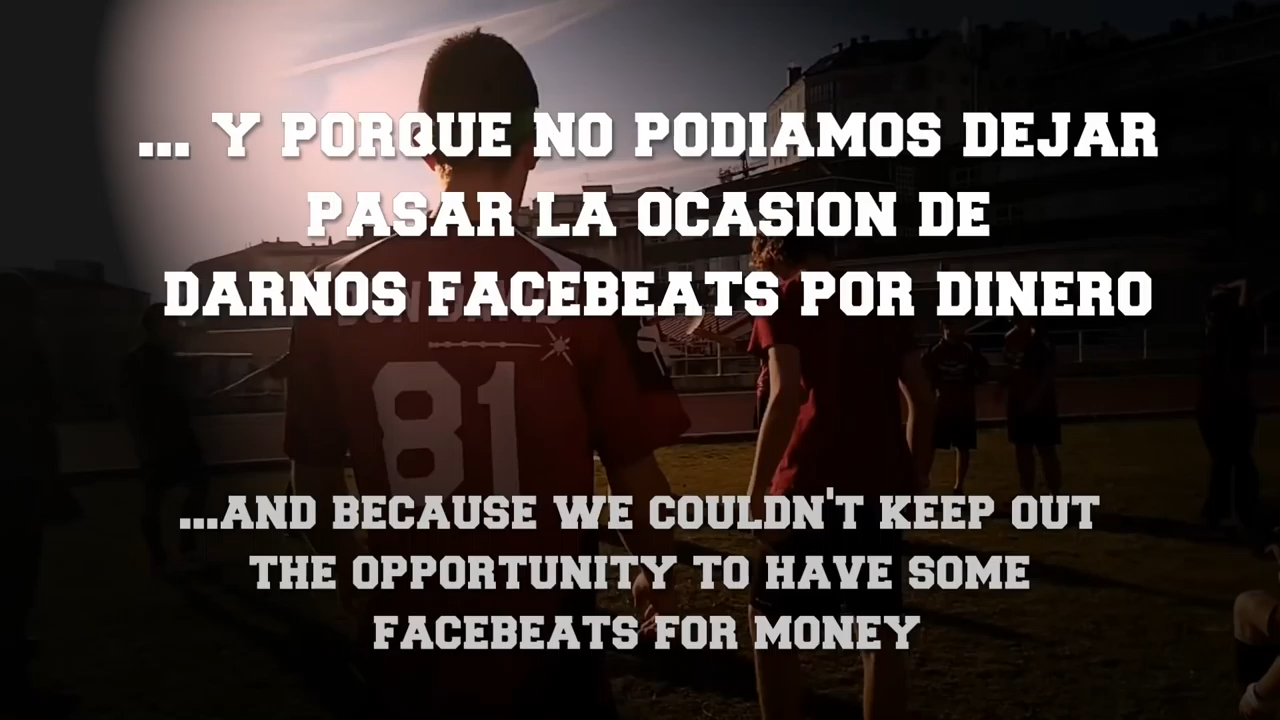 ... Y PORQUE NO PODIAMOS DEJAR
PASAR LA OCASION DE
DARNOS FACEBEATS POR DINERO
81
...AND BECAUSE WE COULDN'T KEEP OUT
THE OPPORTUNITY TO HAVE SOME
FACEBEATS FOR MONEY